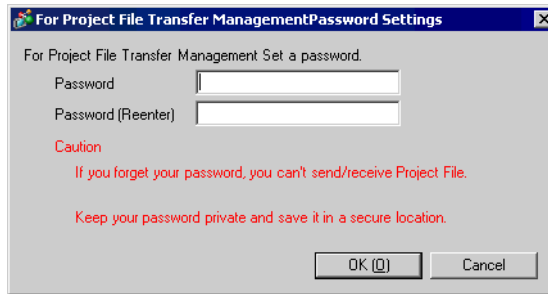 For Project File Transfer ManagementPassword Settings
For Project File Transfer Management Set a password.
Password
Password (Reenter)
Caution
If you forget your password, you can't send/receive Project File.
Keep your password private and save it in a secure location.
OK (O) Cancel